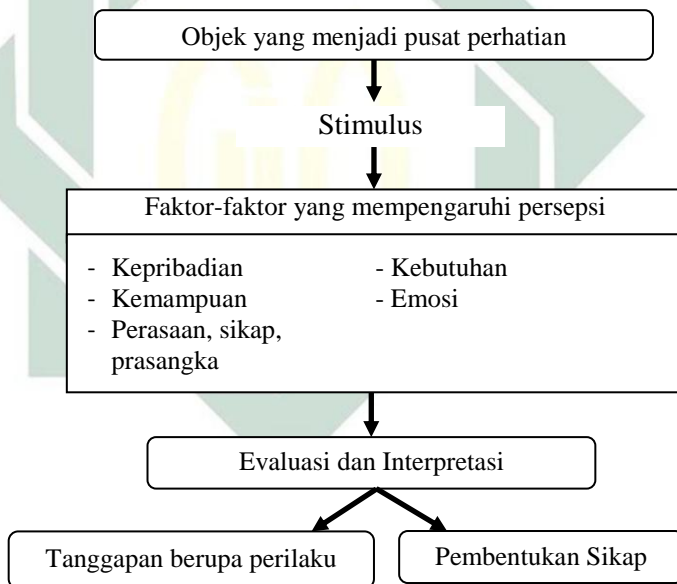 Objek yang menjadi pusat perhatian
Stimulus
Faktor-faktor yang mempengaruhi persepsi
- Kepribadian
- Kemampuan
- Perasaan, sikap,
prasangka
- Kebutuhan
- Emosi
Evaluasi dan Interpretasi
Tanggapan berupa perilaku
Pembentukan Sikap